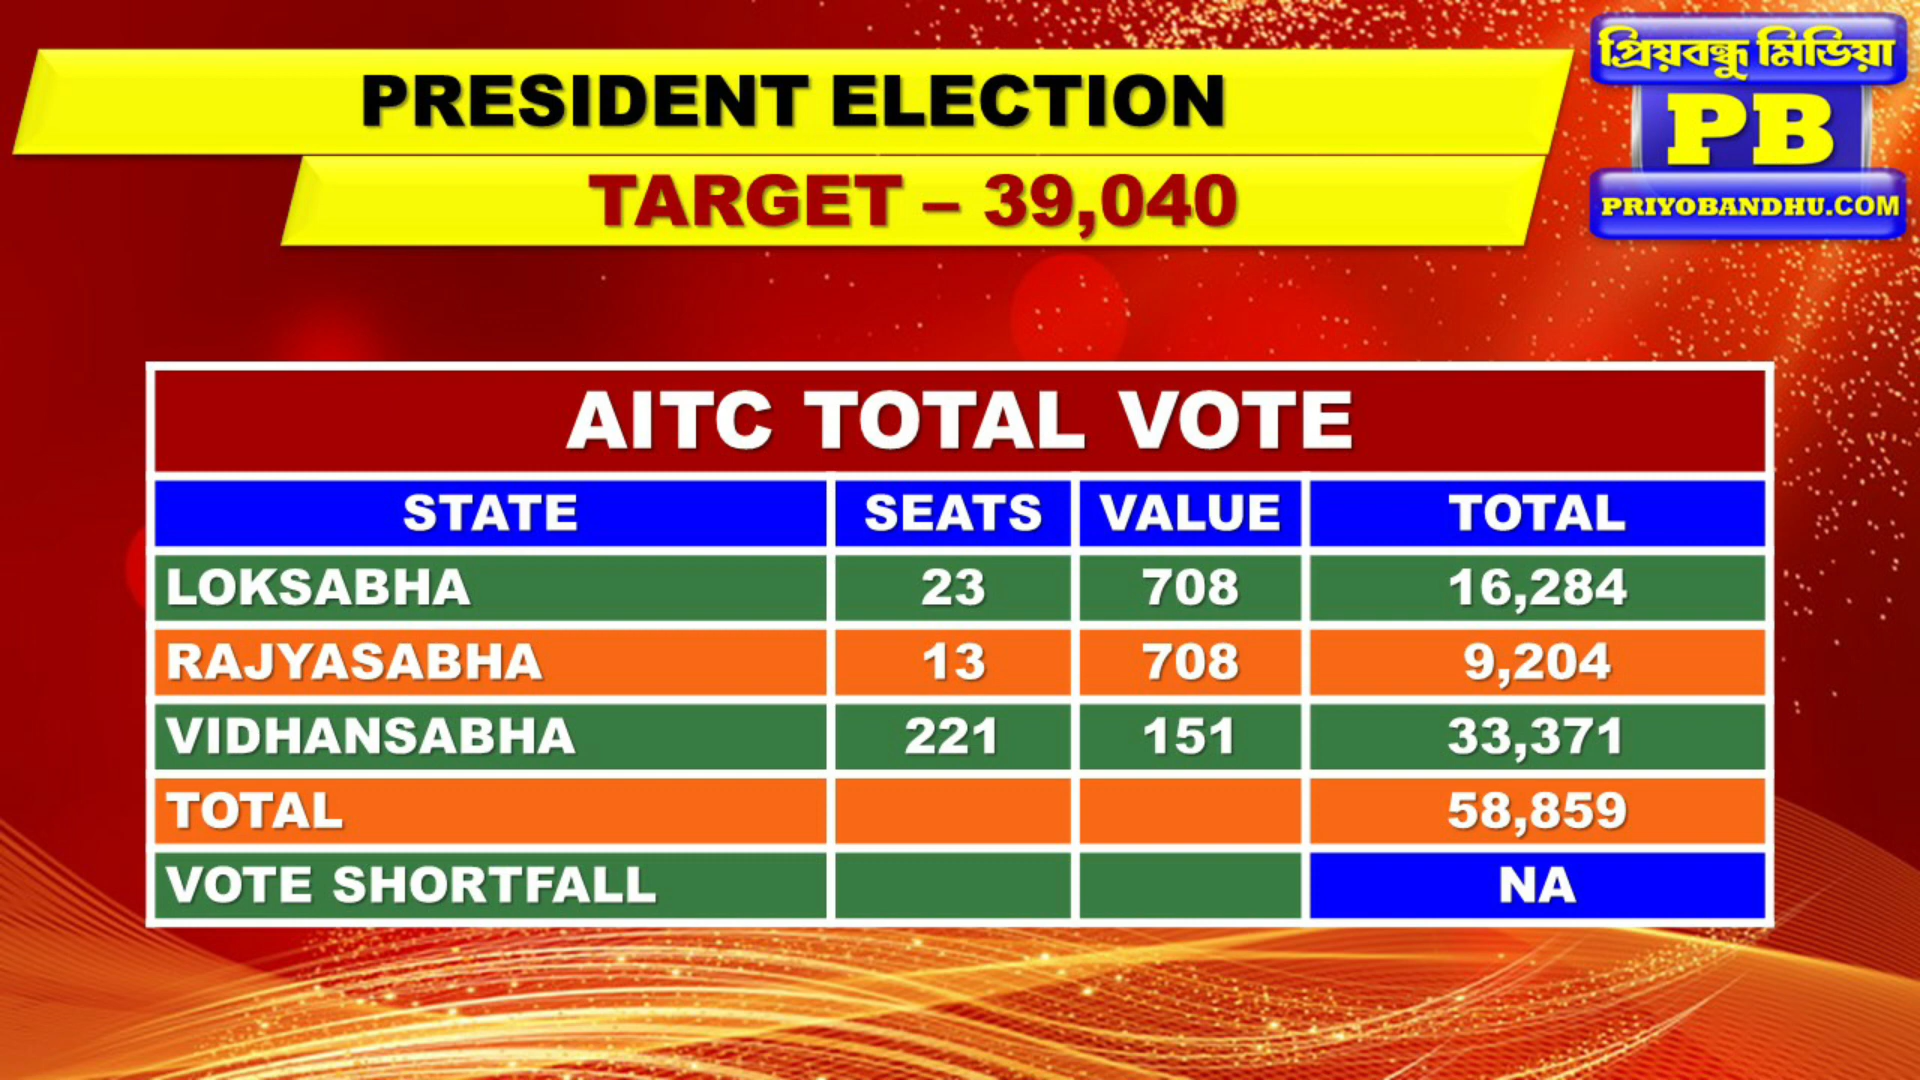 PRESIDENT ELECTION
TARGET – 39,040
প্রিয়বন্ধু মিডিয়া
PB
PRIYOBANDHU.COM
AITC TOTAL VOTE
STATE SEATS VALUE TOTAL
LOKSABHA 23 708 16,284
RAJYASABHA 13 708 9,204
VIDHANSABHA 221 151 33,371
TOTAL 58,859
VOTE SHORTFALL NA